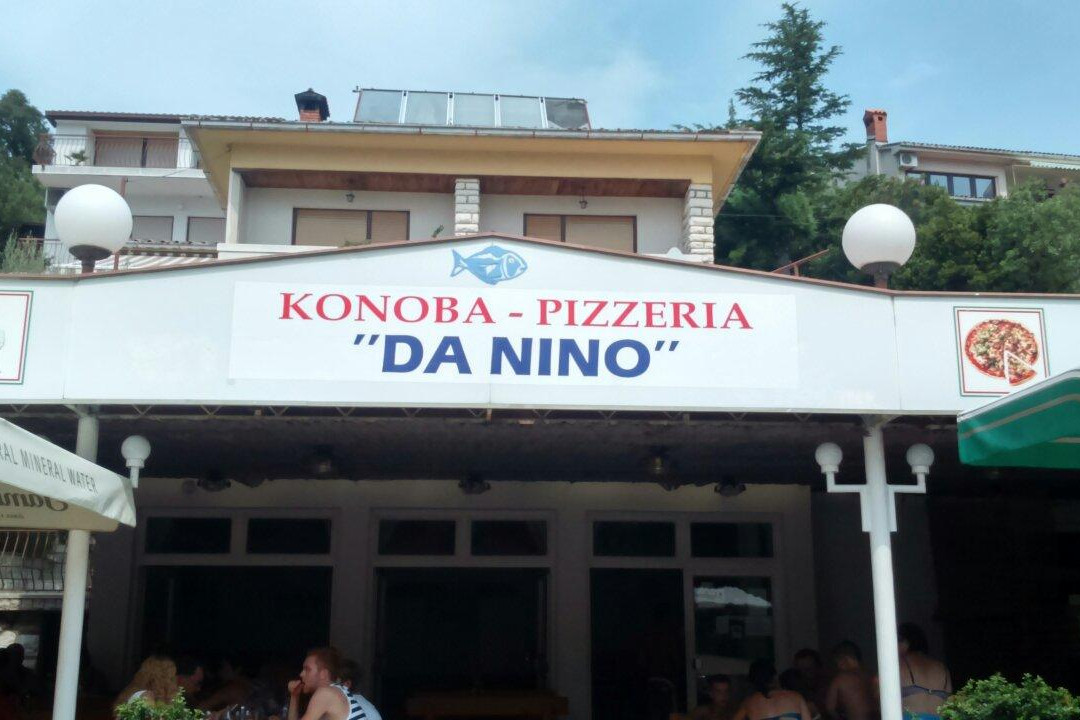 KONOBA - PIZZERIA
"DA NINO"
RAL MINERAL WATER